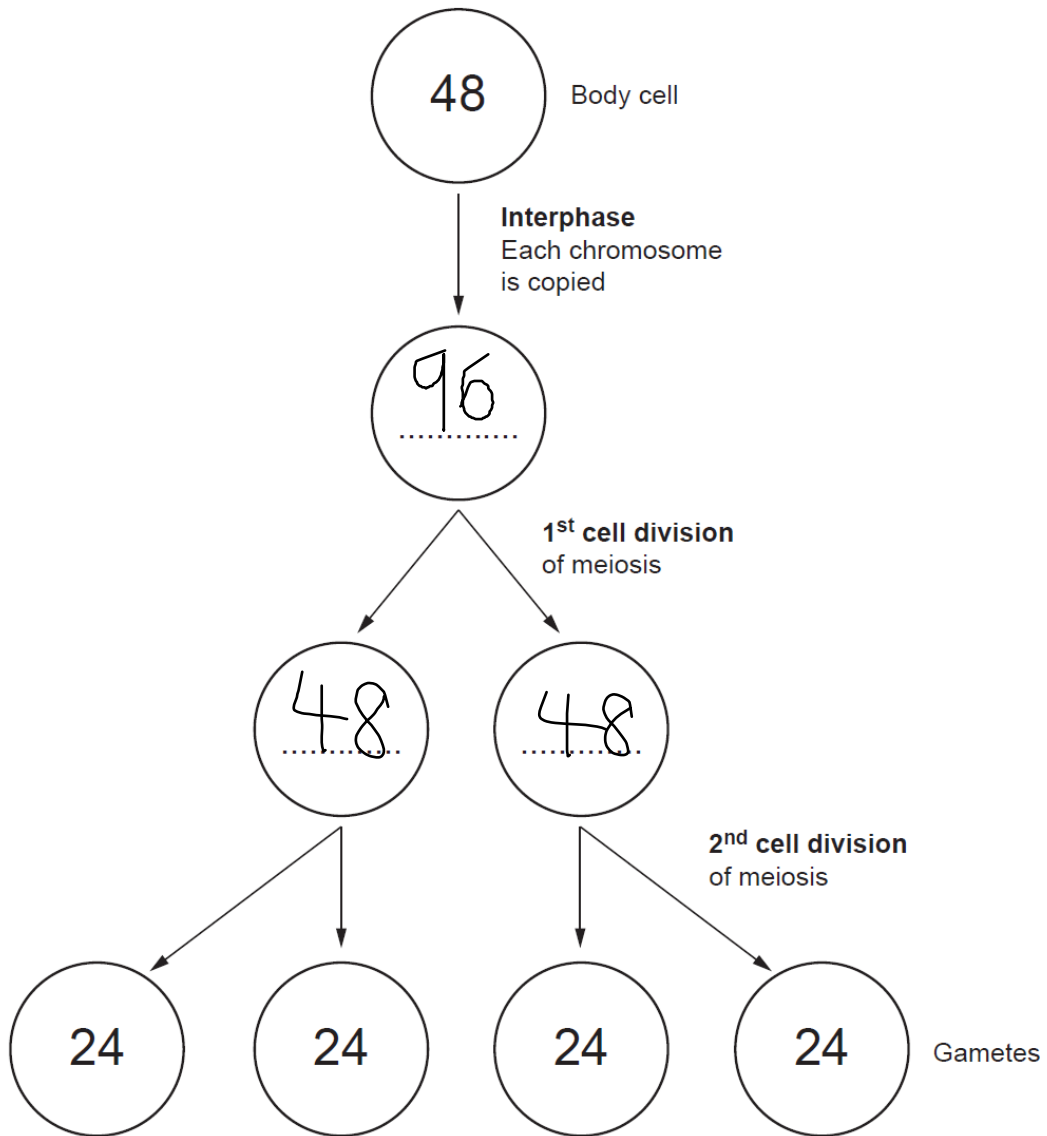 48
Body cell
Interphase
Each chromosome
is copied
96
1st cell division
of meiosis
48
48
2nd cell division
of meiosis
24
24
24
24
Gametes